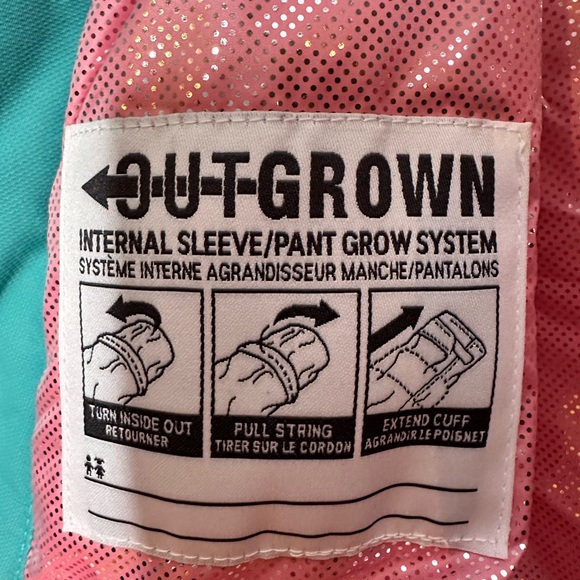 OUTGROWN
INTERNAL SLEEVE/PANT GROW SYSTEM
SYSTÈME INTERNE AGRANDISSEUR MANCHE/PANTALONS
TURN INSIDE OUT
RETOURNER
PULL STRING
TIRER SUR LE CORDON
EXTEND CUFF
AGRANDIR LE POIGNET